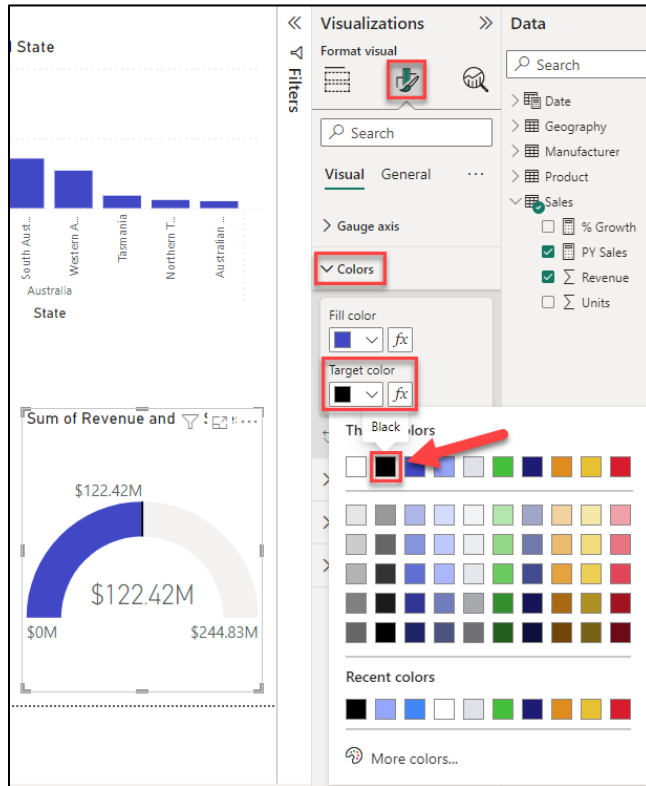 l State
South Aust...
Western A...
Tasmania
Northern T...
Australian ...
Australia
State
Sum of Revenue and
$122.42M
$122.42M
$0M
$244.83M
Filters
Visualizations
Format visual
Search
Visual
General
...
Gauge axis
Colors
Fill color
fx
Target color
fx
Black
Recent colors
More colors...
Data
Search
Date
Geography
Manufacturer
Product
Sales
% Growth
PY Sales
Revenue
Units